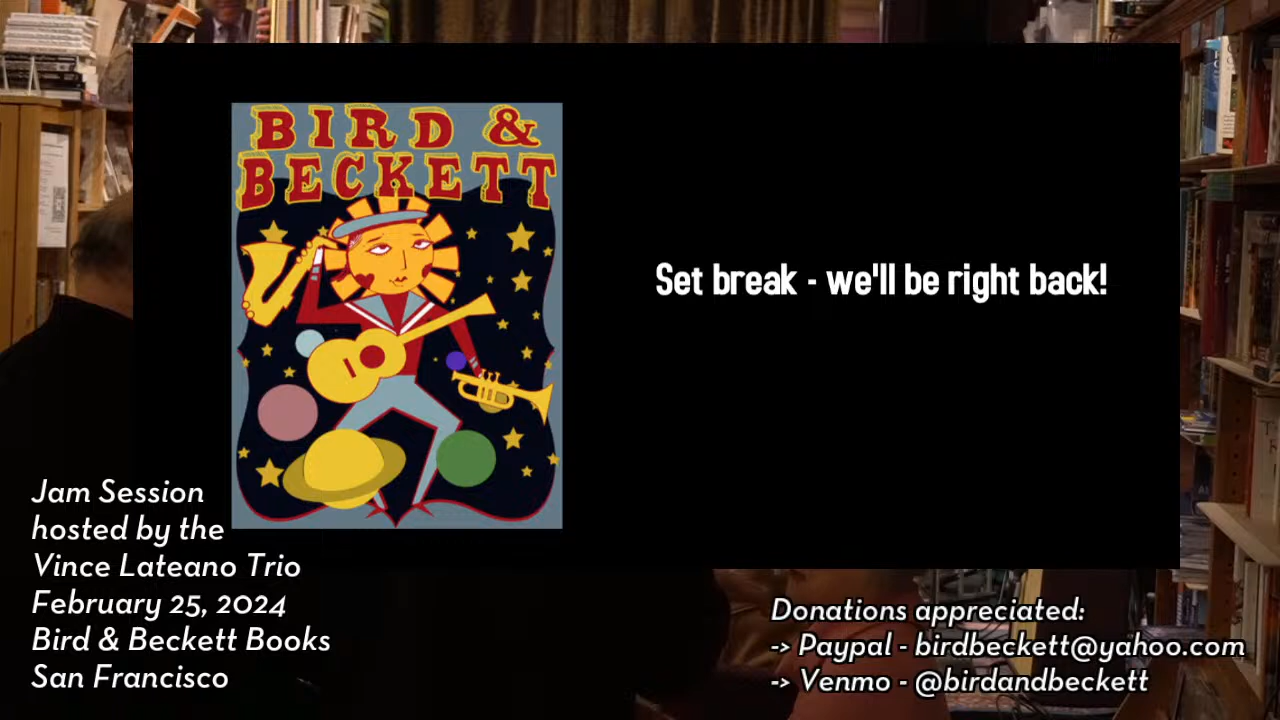 BIRD &
BECKETT
Set break - we'll be right back!
Jam Session
hosted by the
Vince Lateano Trio
February 25, 2024
Bird & Beckett Books
San Francisco
Donations appreciated:
-> Paypal - birdbeckett@yahoo.com
-> Venmo - @birdandbeckett